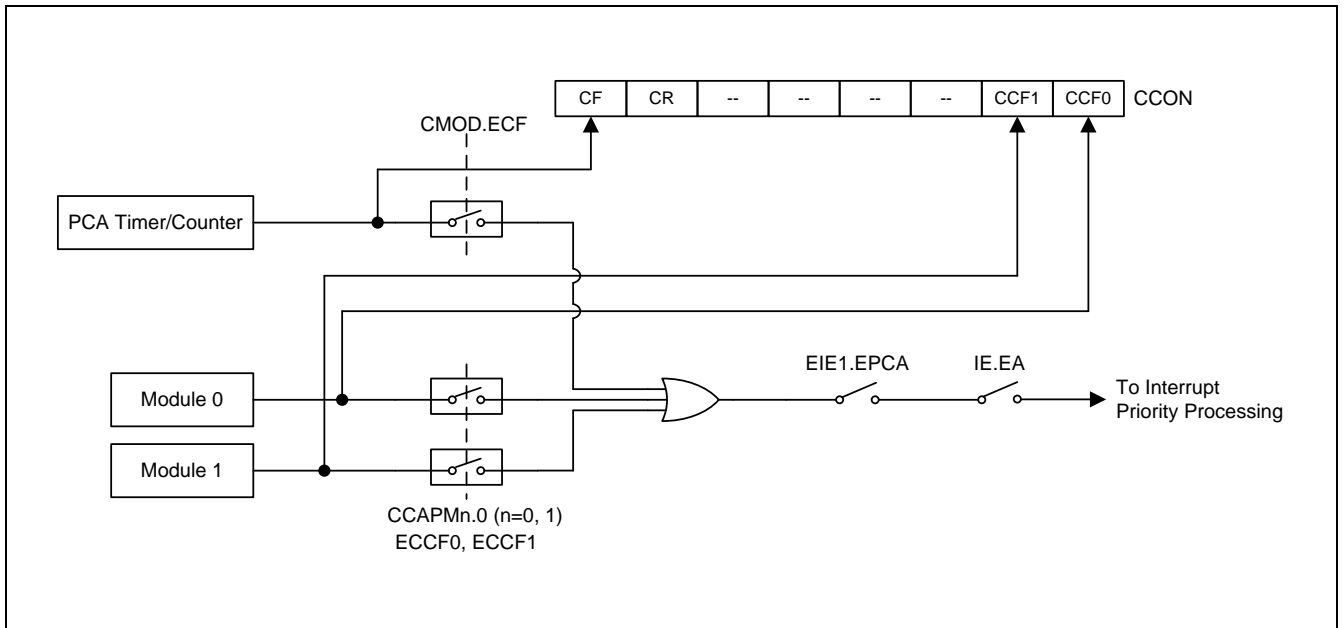 CF CR -- -- -- -- CCF1 CCF0 CCON
CMOD.ECF
PCA Timer/Counter
EIE1.EPCA IE.EA
Module 0
To Interrupt
Priority Processing
Module 1
CCAPMn.0 (n=0, 1)
ECCF0, ECCF1